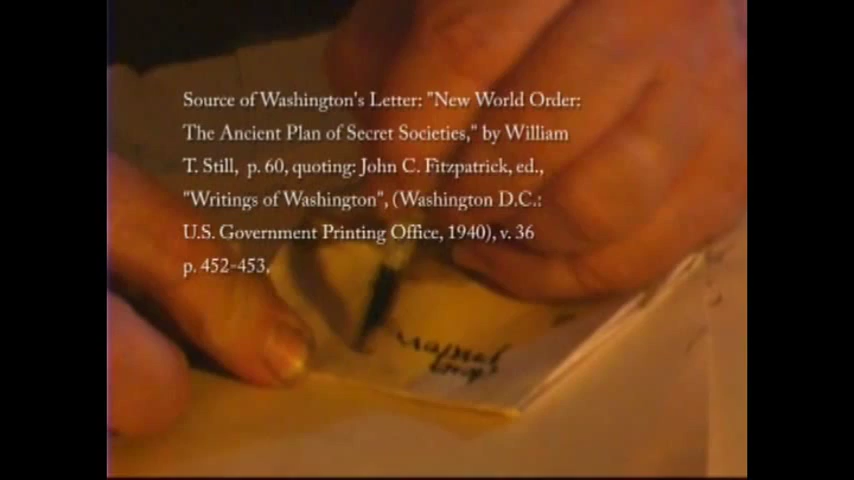 Source of Washington's Letter: "New World Order:
The Ancient Plan of Secret Societies," by William
T. Still,  p. 60, quoting: John C. Fitzpatrick, ed.,
"Writings of Washington", (Washington D.C.:
U.S. Government Printing Office, 1940), v. 36
p. 452-453.